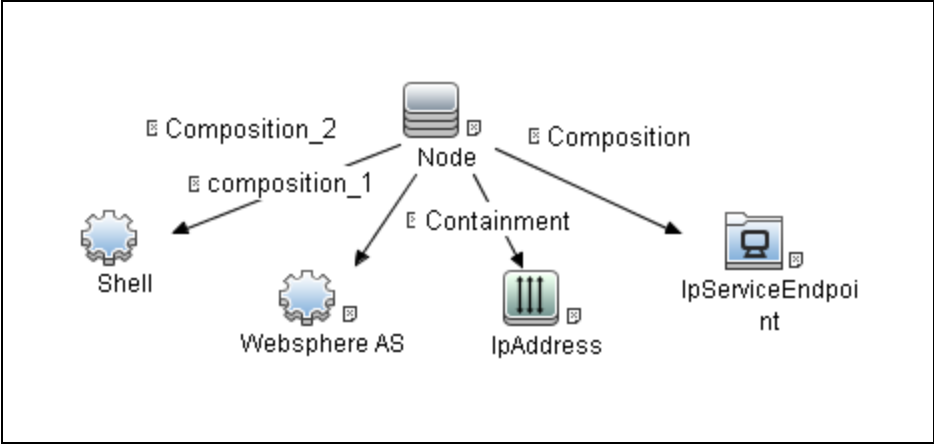 Composition_2
Composition
Node
composition_1
Containment
Shell
IpServiceEndpoi
nt
Websphere AS
IpAddress